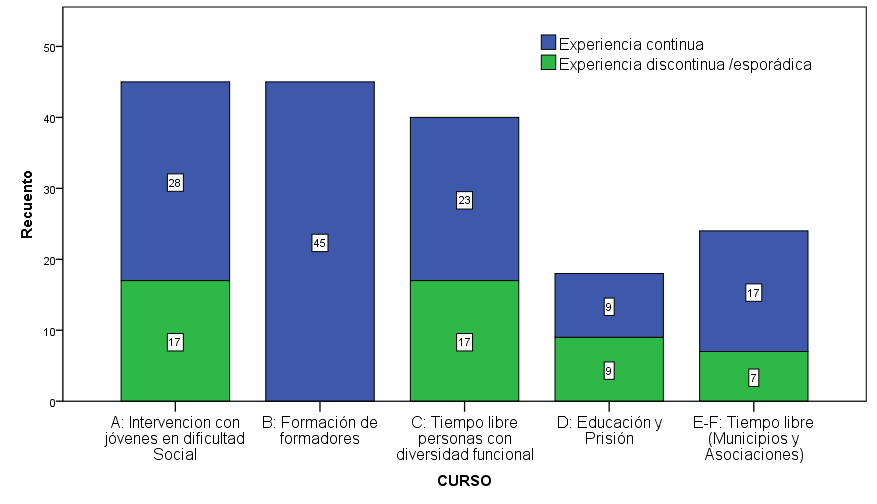 Experiencia continua
Experiencia discontinua /esporádica
Recuento
50
40
30
20
10
0
28
17
45
23
17
9
9
17
7
A: Intervencion con
jóvenes en dificultad
Social
B: Formación de
formadores
C: Tiempo libre
personas con
diversidad funcional
D: Educación y
Prisión
E-F: Tiempo libre
(Municipios y
Asociaciones)
CURSO